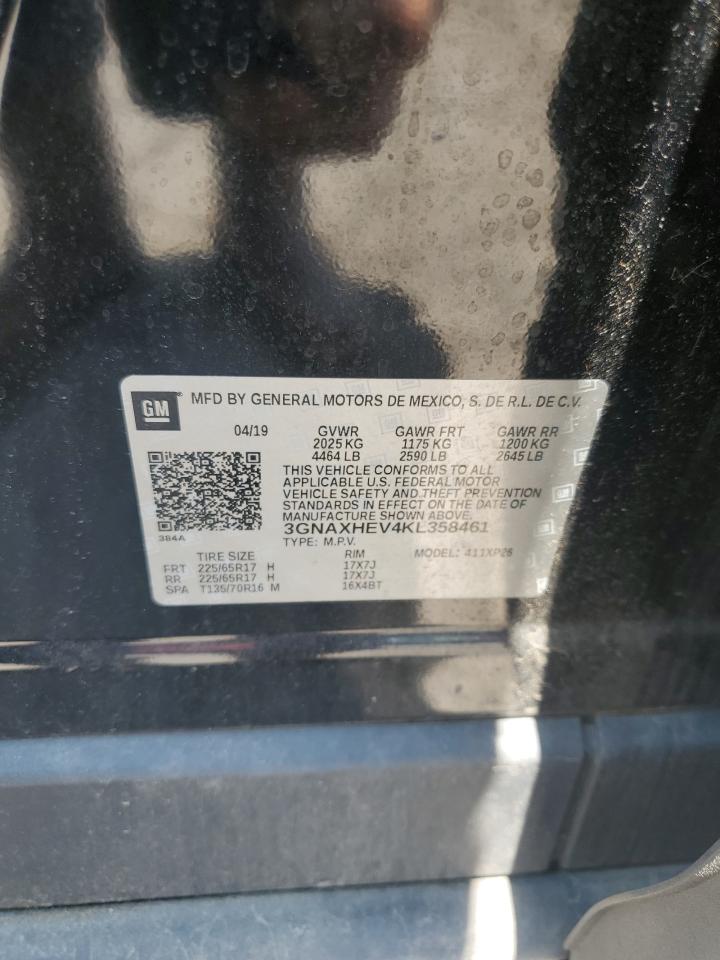 GM
MFD BY GENERAL MOTORS DE MEXICO, S. DE R.L. DE C.V.
04/19 GVWR GAWR FRT GAWR RR
2025 KG 1175 KG 1200 KG
4464 LB 2590 LB 2645 LB
THIS VEHICLE CONFORMS TO ALL
APPLICABLE U.S. FEDERAL MOTOR
VEHICLE SAFETY AND THEFT PREVENTION
STANDARDS IN EFFECT ON THE DATE OF
MANUFACTURE SHOWN ABOVE.
3GNAXHEV4KL358461
384A
TYPE: M.P.V. MODEL: 411XP26
TIRE SIZE RIM
FRT 225/65R17 H 17X7J
RR 225/65R17 H 17X7J
SPA T135/70R16 M 16X4BT